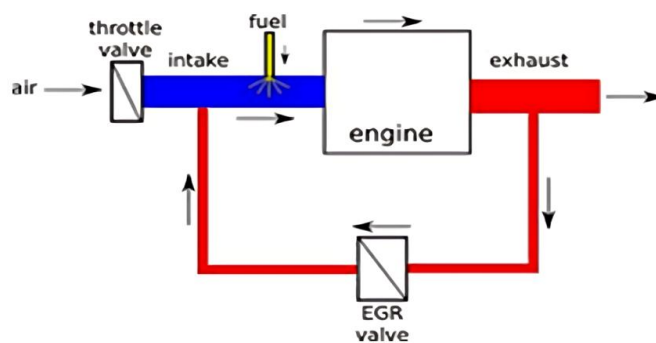 throttle
valve
fuel
intake
exhaust
air
engine
EGR
valve